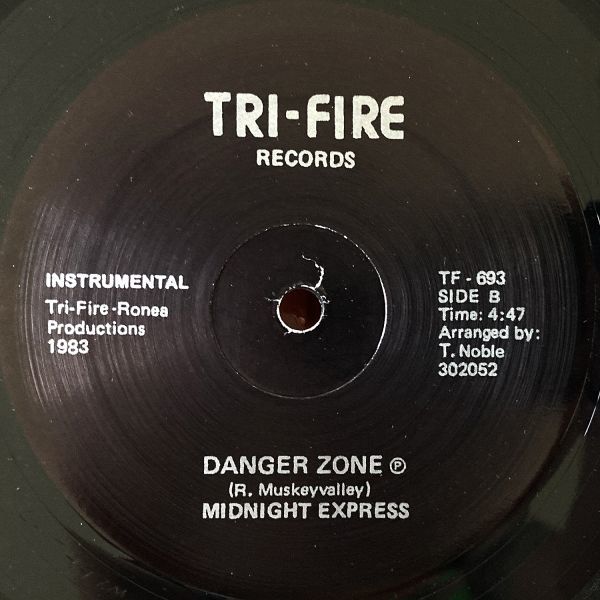 TRI-FIRE
RECORDS
INSTRUMENTAL
Tri-Fire-Ronea
Productions
1983
TF - 693
SIDE B
Time: 4:47
Arranged by:
T. Noble
302052
DANGER ZONE ℗
(R. Muskeyvalley)
MIDNIGHT EXPRESS